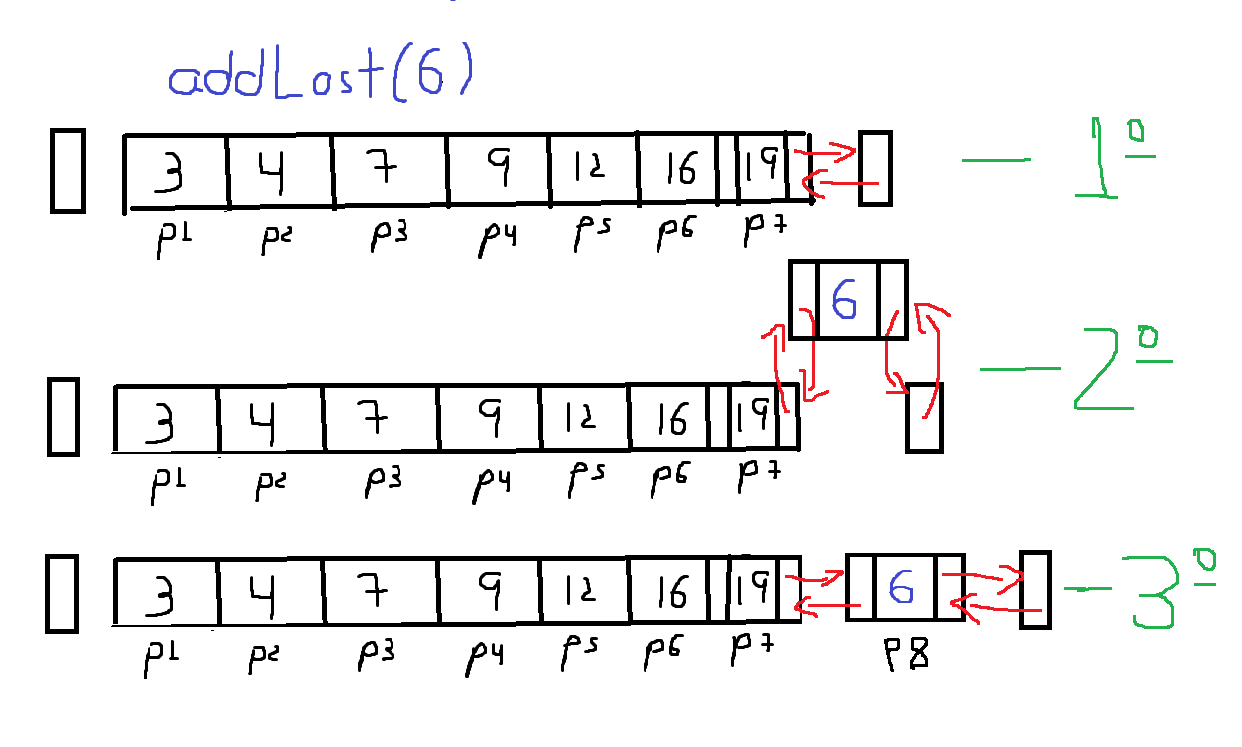 addLast(6)
3 4 7 9 12 16 19 — 1º
p1 p2 p3 p4 p5 p6 p7
6
3 4 7 9 12 16 19 — 2º
p1 p2 p3 p4 p5 p6 p7
3 4 7 9 12 16 19 6 — 3º
p1 p2 p3 p4 p5 p6 p7 p8